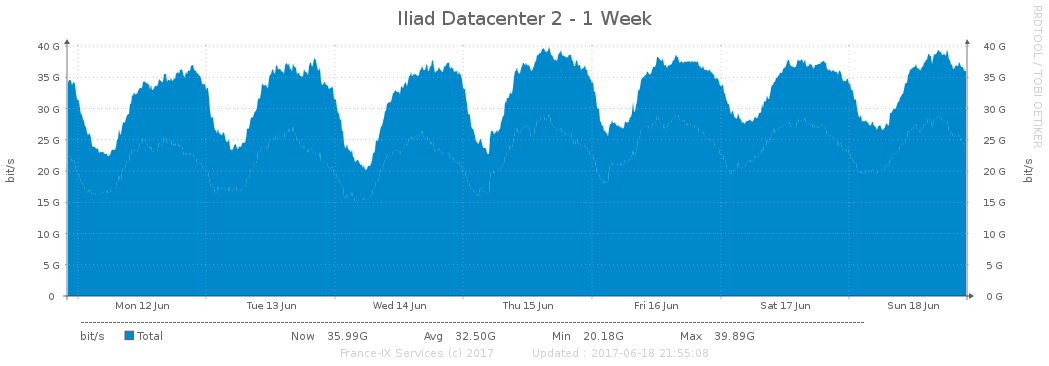 Iliad Datacenter 2 - 1 Week
RRDTOOL / TOBI OETIKER
40 G 40 G
35 G 35 G
30 G 30 G
25 G 25 G
20 G 20 G
15 G 15 G
10 G 10 G
5 G 5 G
0 0 G
bit/s bit/s
Mon 12 Jun Tue 13 Jun Wed 14 Jun Thu 15 Jun Fri 16 Jun Sat 17 Jun Sun 18 Jun
bit/s Total Now 35.99G Avg 32.50G Min 20.18G Max 39.89G
France-IX Services (c) 2017 Updated : 2017-06-18 21:55:08